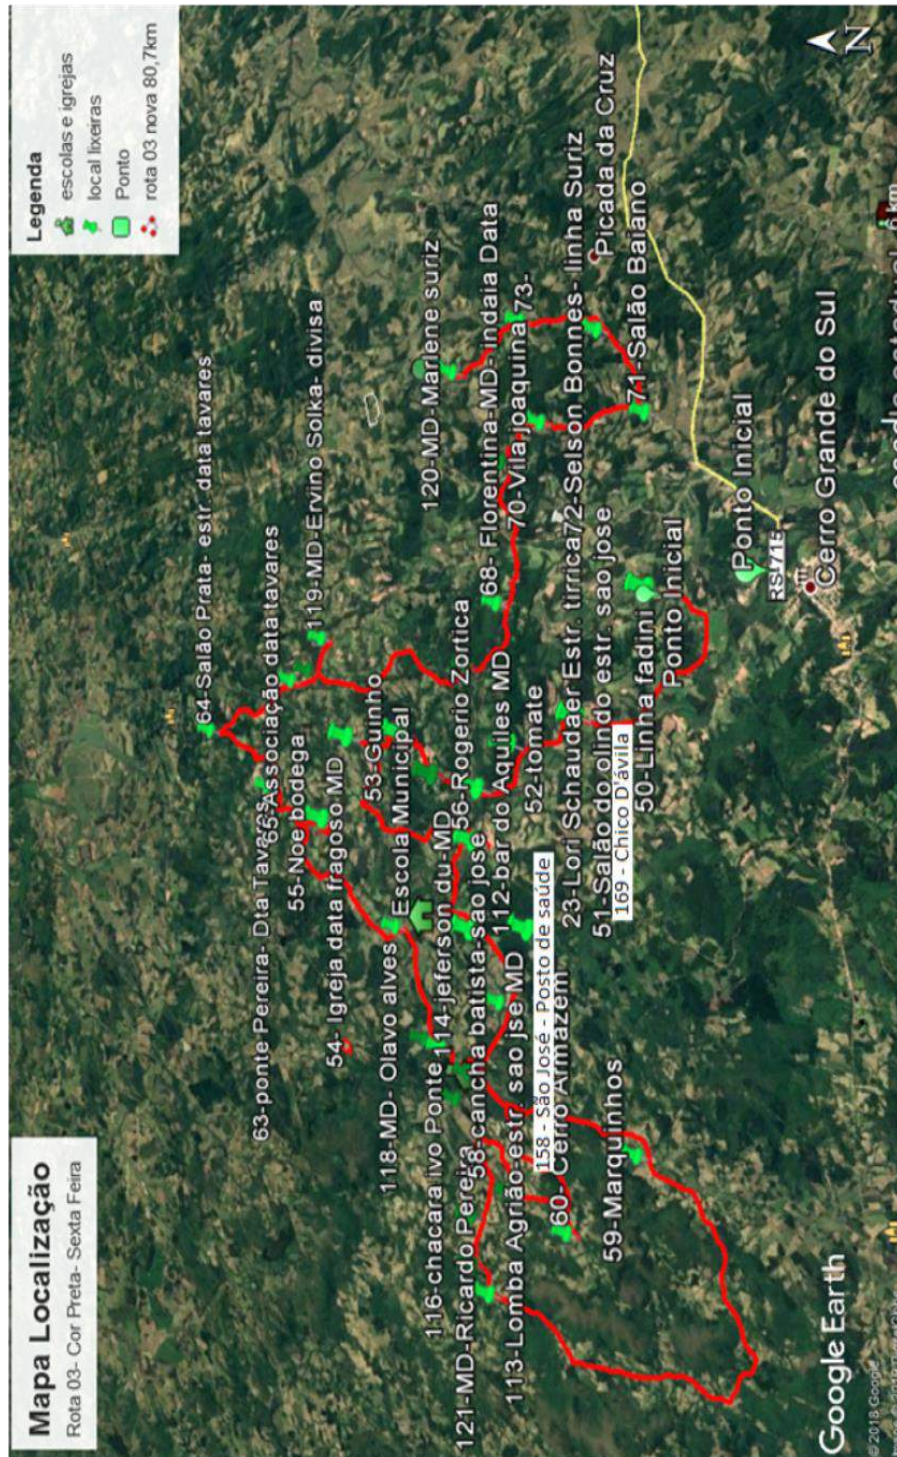 Mapa Localização
Rota 03- Cor Preta- Sexta Feira
Legenda
escolas e igrejas
local lixeiras
Ponto
rota 03 nova 80,7km
64-Salão Prata- estr. data tavares
63-ponte Pereira- Dta Tavares
65-Associação data tavares
119-MD-Ervino Solka- divisa
55-Noe bodega
54- Igreja data fragoso MD
53-Guinho
118-MD- Olavo alves
Escola Municipal
120-MD-Marlene suriz
116-chacara ivo Ponte
114-jeferson du-MD
56-Rogerio Zortica
68- Florentina-MD- Indaia Data
121-MD-Ricardo Pereira
58-cancha batista-são jose
112-bar do Aquiles MD
70-Vila joaquina
73-
113-Lomba Agrião-estr. sao jse MD
52-tomate
158 - São José - Posto de saúde
60- Cerro Armazem
23-Lori Schaudaer Estr. tirrica
72-Selson Bonnes- linha Suriz
51-Salão do olindo estr. sao jose
Picada da Cruz
59-Marquinhos
169 - Chico D'ávila
50-Linha fadini
71-Salão Baiano
Ponto Inicial
Ponto Inicial
RS-715
Cerro Grande do Sul
Google Earth
© 2018 Google
6 km
N